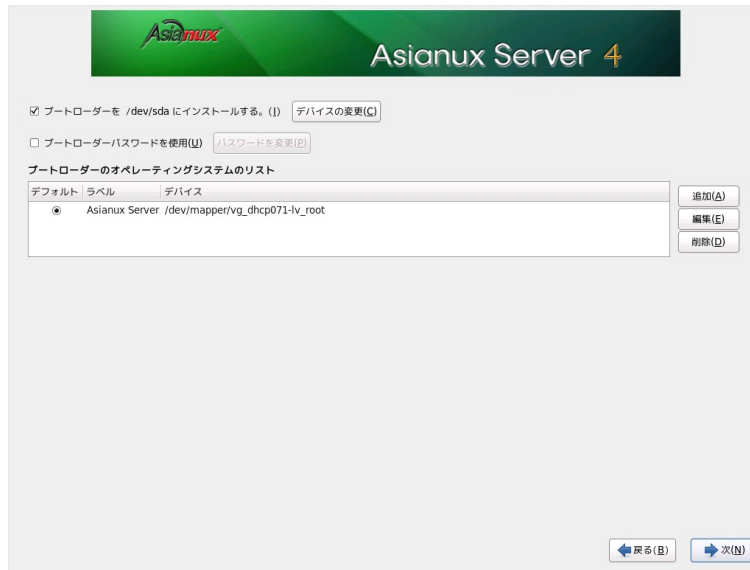 Asianux
Asianux Server 4
ブートローダーを /dev/sda にインストールする。(I) デバイスの変更(C)
ブートローダーパスワードを使用(U) パスワードを変更(P)
ブートローダーのオペレーティングシステムのリスト
デフォルト ラベル デバイス
Asianux Server /dev/mapper/vg_dhcp071-lv_root
追加(A)
編集(E)
削除(D)
戻る(B) 次(N)